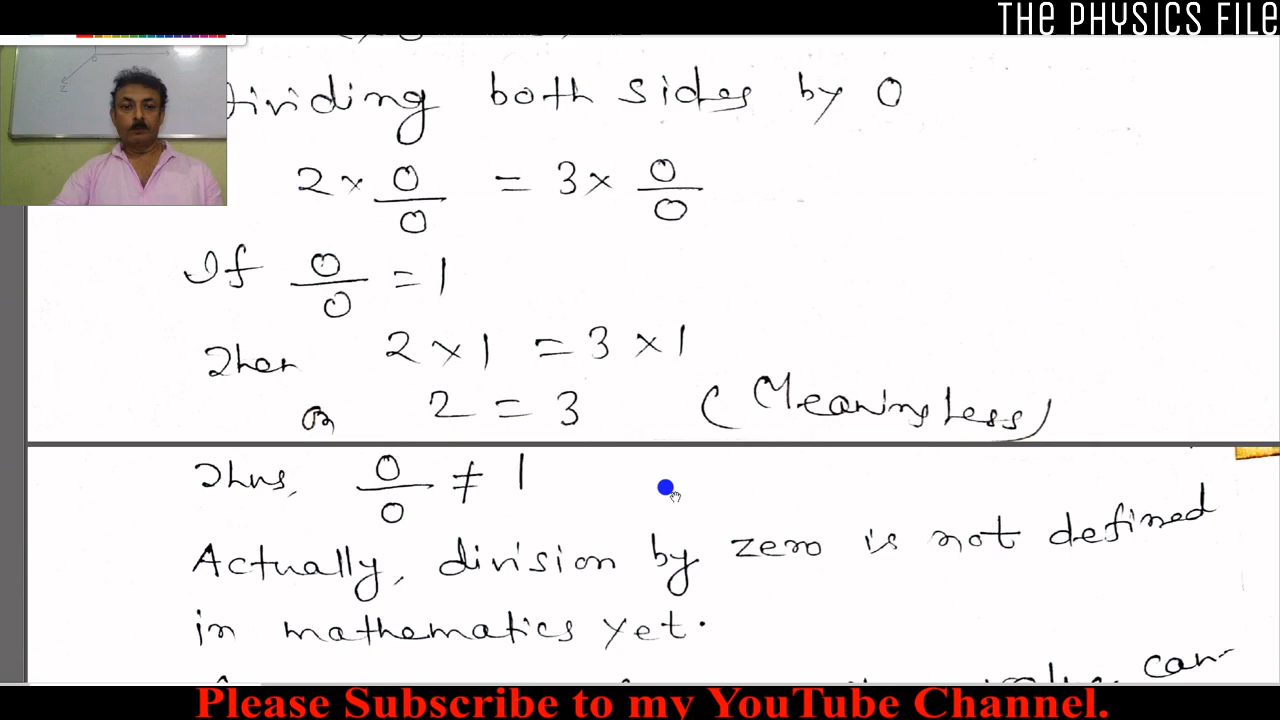 THE PHYSICS FILE
Dividing both sides by 0
2 × 0/0 = 3 × 0/0
If 0/0 = 1
Then 2 × 1 = 3 × 1
or 2 = 3 (Meaningless)
Thus, 0/0 ≠ 1
Actually, division by zero is not defined
in mathematics yet.
can-
Please Subscribe to my YouTube Channel.